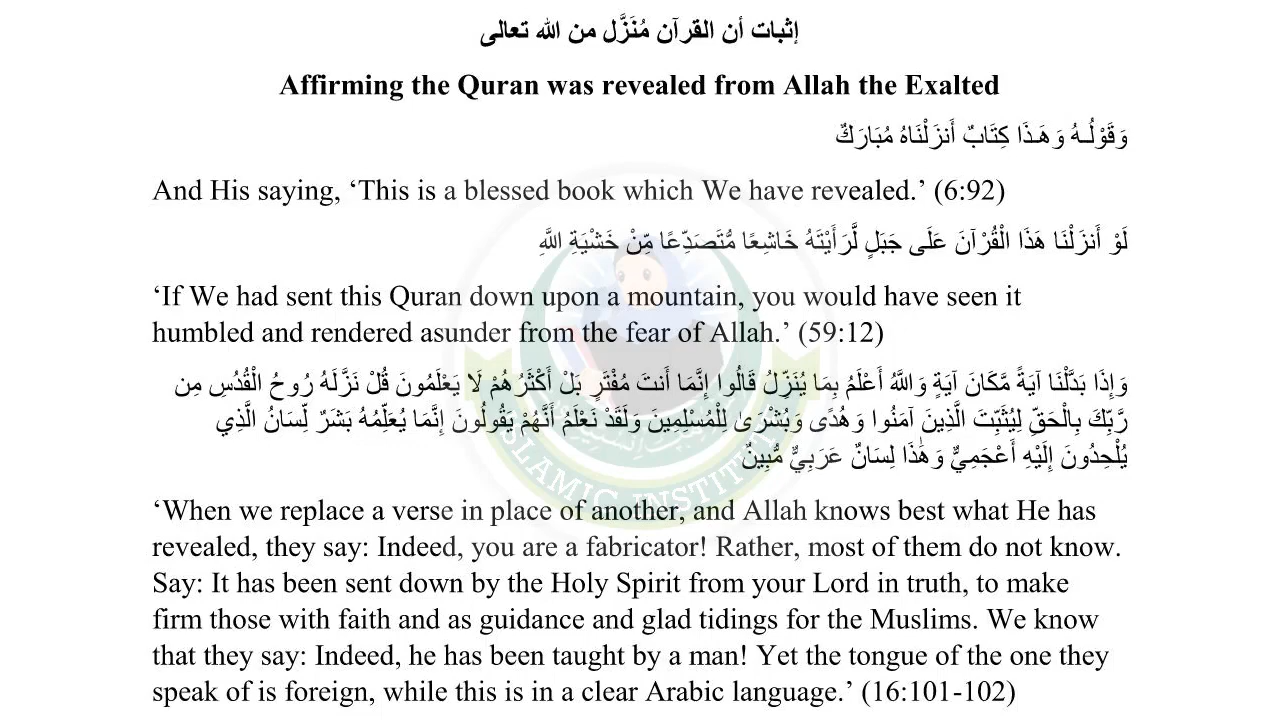 إثبات أن القرآن مُنَزَّل من الله تعالى
Affirming the Quran was revealed from Allah the Exalted
وَقَوْلُـهُ وَهَـذَا كِتَابٌ أَنزَلْنَاهُ مُبَارَكٌ
And His saying, ‘This is a blessed book which We have revealed.’ (6:92)
لَوْ أَنزَلْنَا هَذَا الْقُرْآنَ عَلَى جَبَلٍ لَّرَأَيْتَهُ خَاشِعًا مُّتَصَدِّعًا مِّنْ خَشْيَةِ اللَّهِ
‘If We had sent this Quran down upon a mountain, you would have seen it
humbled and rendered asunder from the fear of Allah.’ (59:12)
وَإِذَا بَدَّلْنَا آيَةً مَّكَانَ آيَةٍ وَاللَّهُ أَعْلَمُ بِمَا يُنَزِّلُ قَالُوا إِنَّمَا أَنتَ مُفْتَرٍ بَلْ أَكْثَرُهُمْ لَا يَعْلَمُونَ قُلْ نَزَّلَهُ رُوحُ الْقُدُسِ مِن
رَّبِّكَ بِالْحَقِّ لِيُثَبِّتَ الَّذِينَ آمَنُوا وَهُدًى وَبُشْرَىٰ لِلْمُسْلِمِينَ وَلَقَدْ نَعْلَمُ أَنَّهُمْ يَقُولُونَ إِنَّمَا يُعَلِّمُهُ بَشَرٌ لِّسَانُ الَّذِي
يُلْحِدُونَ إِلَيْهِ أَعْجَمِيٌّ وَهَٰذَا لِسَانٌ عَرَبِيٌّ مُّبِينٌ
ISLAMIC INSTITUTE
‘When we replace a verse in place of another, and Allah knows best what He has
revealed, they say: Indeed, you are a fabricator! Rather, most of them do not know.
Say: It has been sent down by the Holy Spirit from your Lord in truth, to make
firm those with faith and as guidance and glad tidings for the Muslims. We know
that they say: Indeed, he has been taught by a man! Yet the tongue of the one they
speak of is foreign, while this is in a clear Arabic language.’ (16:101-102)